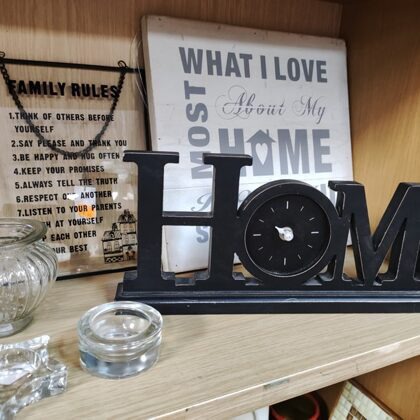 FAMILY RULES
1.THINK OF OTHERS BEFORE
YOURSELF
2.SAY PLEASE AND THANK YOU
3.BE HAPPY AND HUG OFTEN
4.KEEP YOUR PROMISES
5.ALWAYS TELL THE TRUTH
6.RESPECT ONE ANOTHER
7.LISTEN TO YOUR PARENTS
AT YOURSELF
EACH OTHER
YOUR BEST
WHAT I LOVE
MOST
About My
HOME
HOM